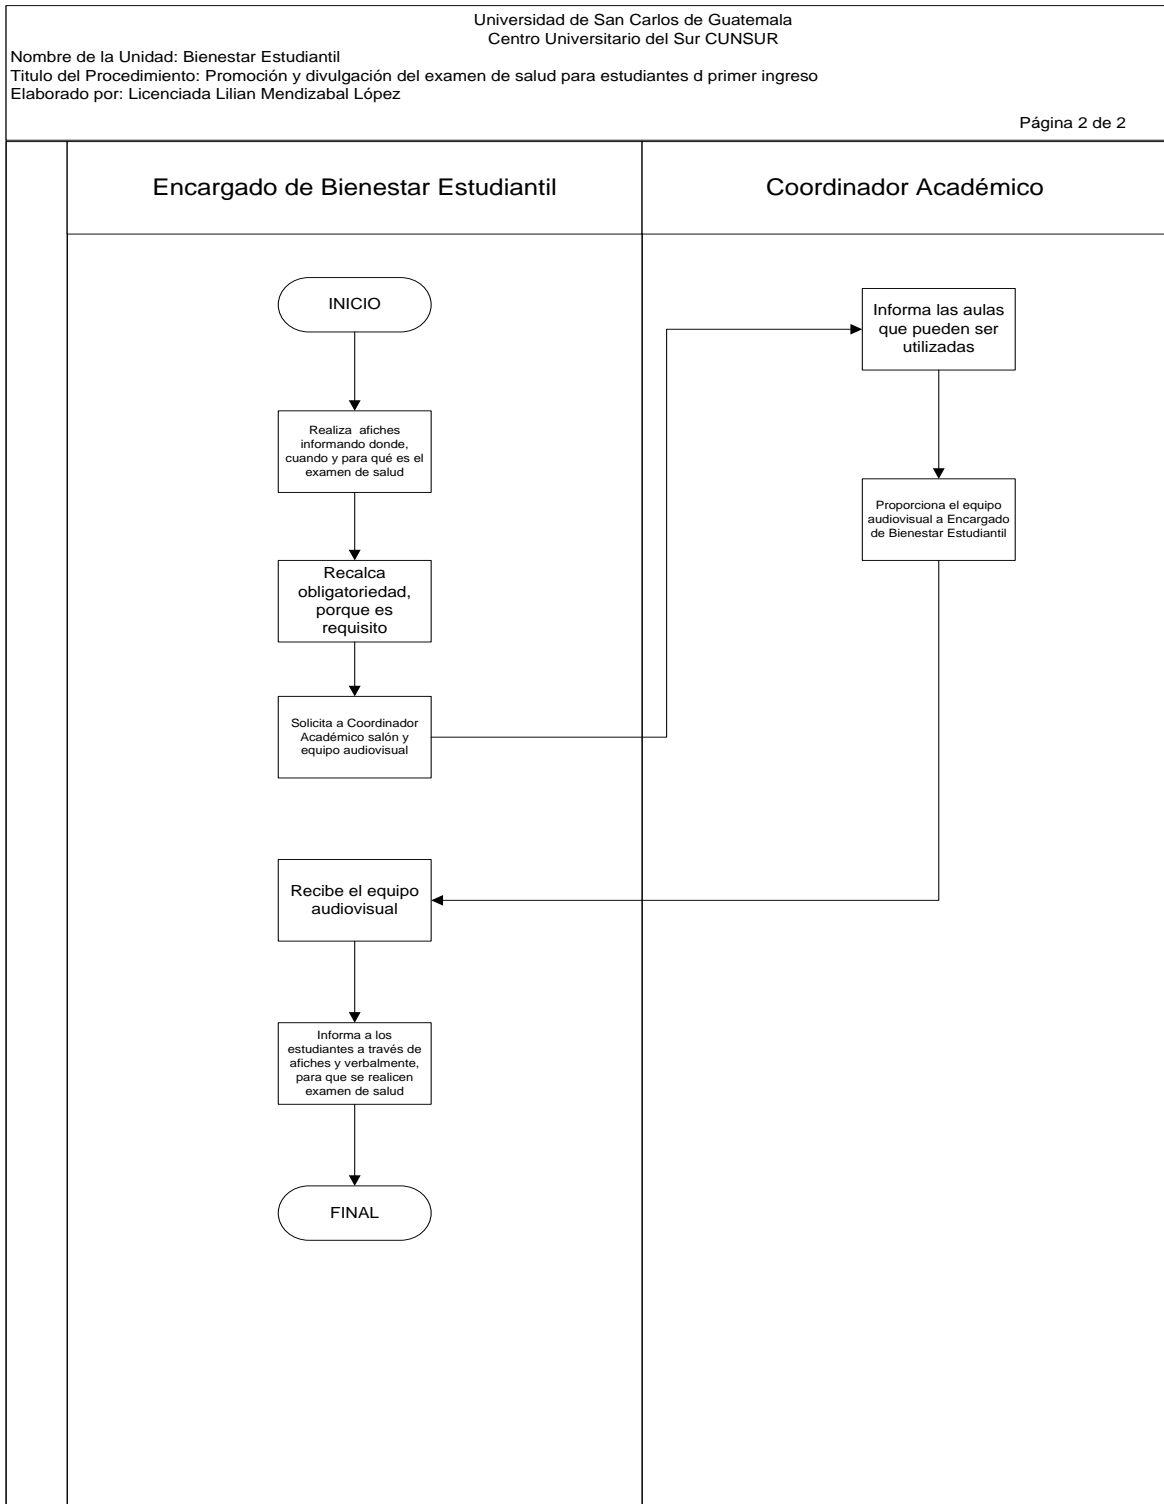 Universidad de San Carlos de Guatemala
Centro Universitario del Sur CUNSUR
Nombre de la Unidad: Bienestar Estudiantil
Titulo del Procedimiento: Promoción y divulgación del examen de salud para estudiantes d primer ingreso
Elaborado por: Licenciada Lilian Mendizabal López
Página 2 de 2
Encargado de Bienestar Estudiantil
Coordinador Académico
INICIO
Realiza afiches
informando donde,
cuando y para qué es el
examen de salud
Recalca
obligatoriedad,
porque es
requisito
Solicita a Coordinador
Académico salón y
equipo audiovisual
Informa las aulas
que pueden ser
utilizadas
Proporciona el equipo
audiovisual a Encargado
de Bienestar Estudiantil
Recibe el equipo
audiovisual
Informa a los
estudiantes a través de
afiches y verbalmente,
para que se realicen
examen de salud
FINAL